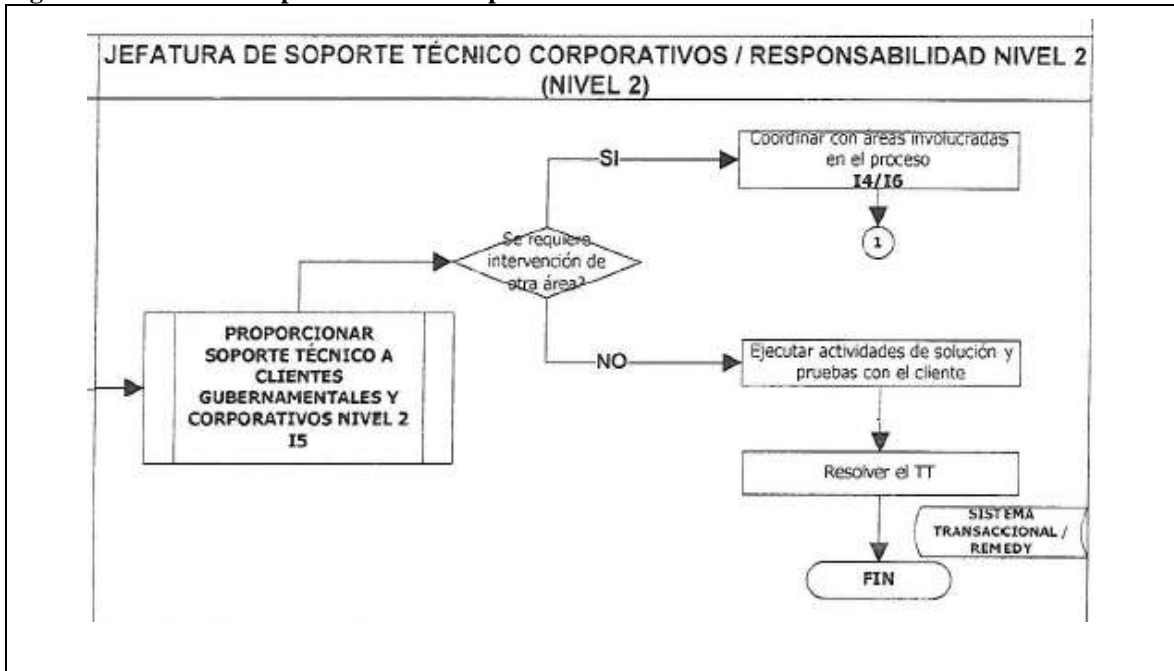 JEFATURA DE SOPORTE TÉCNICO CORPORATIVOS / RESPONSABILIDAD NIVEL 2
(NIVEL 2)
Coordinar con áreas involucradas
en el proceso
I4/I6
SI
1
Se requiere
intervención de
otra área?
PROPORCIONAR
SOPORTE TÉCNICO A
CLIENTES
GUBERNAMENTALES Y
CORPORATIVOS NIVEL 2
I5
NO
Ejecutar actividades de solución y
pruebas con el cliente
Resolver el TT
SISTEMA
TRANSACCIONAL /
REMEDY
FIN